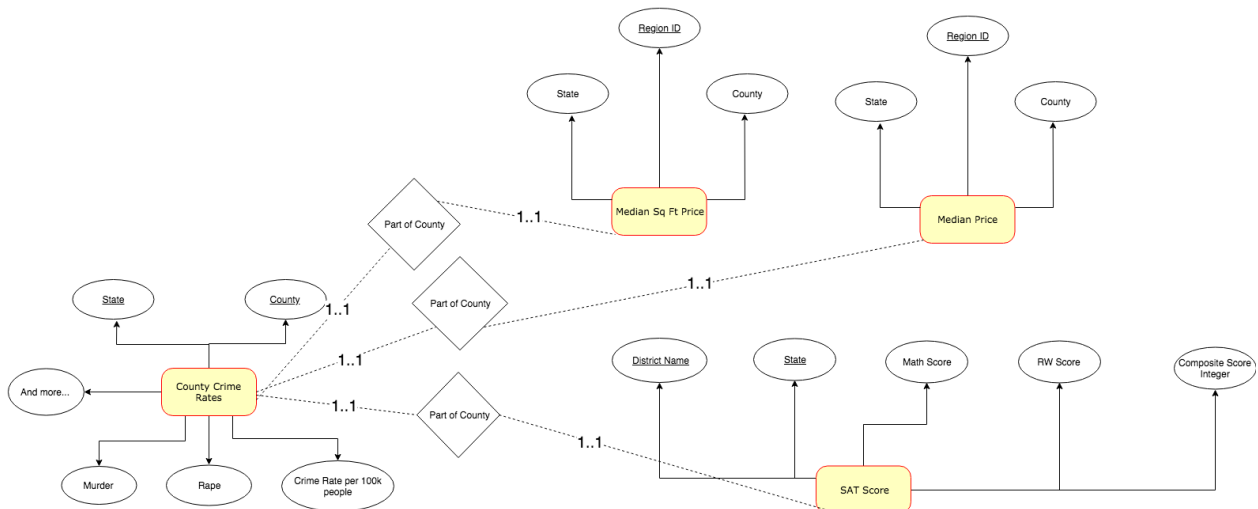 Region ID
Region ID
State
County
State
County
Median Sq Ft Price
Median Price
Part of County
1..1
1..1
Part of County
1..1
1..1
State
County
County Crime
Rates
And more...
Murder
Rape
Crime Rate per 100k
people
1..1
Part of County
1..1
District Name
State
Math Score
RW Score
Composite Score
Integer
SAT Score